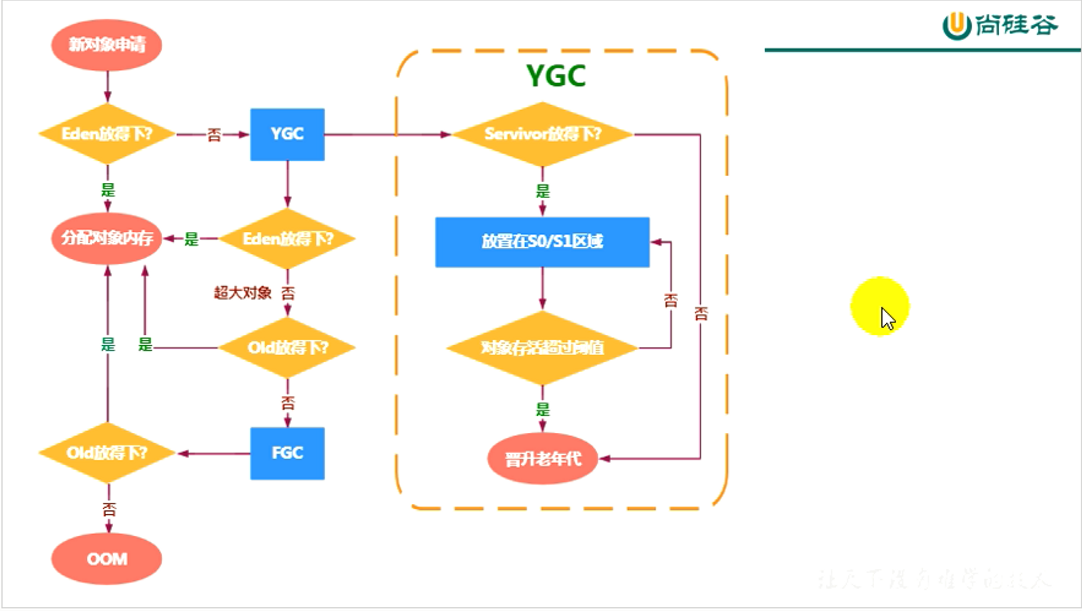 尚硅谷
新对象申请
YGC
Eden放得下?
否
YGC
Servivor放得下?
是
是
分配对象内存
是
Eden放得下?
放置在S0/S1区域
超大对象
否
否
否
是
是
Old放得下?
对象存活超过阈值
否
是
Old放得下?
FGC
晋升老年代
否
OOM
让天下没有难学的技术